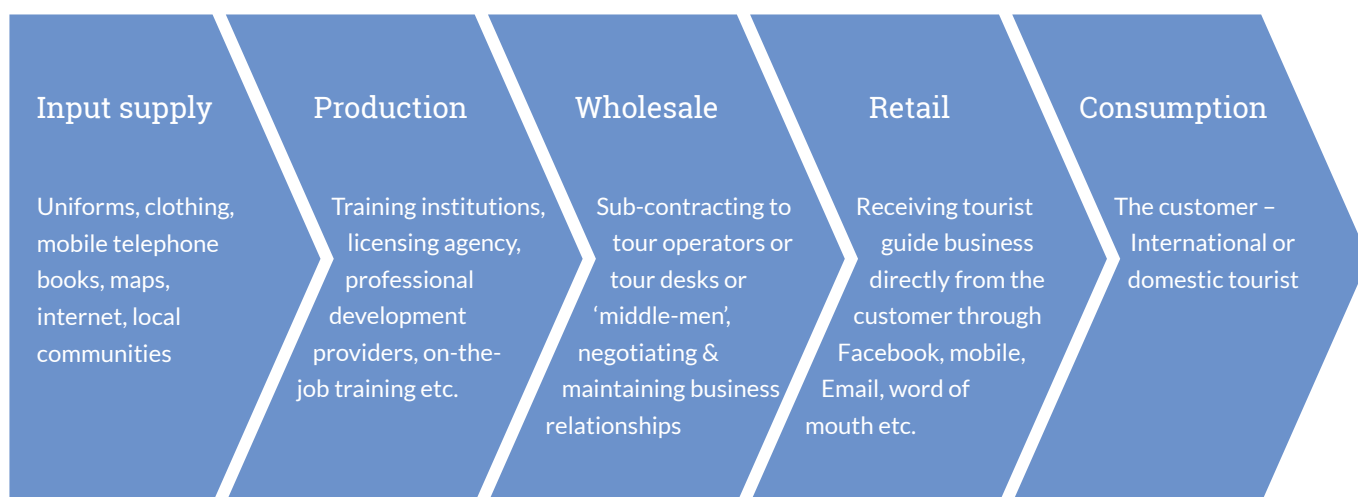 Input supply
Uniforms, clothing,
mobile telephone
books, maps,
internet, local
communities
Production
Training institutions,
licensing agency,
professional
development
providers, on-the-
job training etc.
Wholesale
Sub-contracting to
tour operators or
tour desks or
‘middle-men’,
negotiating &
maintaining business
relationships
Retail
Receiving tourist
guide business
directly from the
customer through
Facebook, mobile,
Email, word of
mouth etc.
Consumption
The customer –
International or
domestic tourist